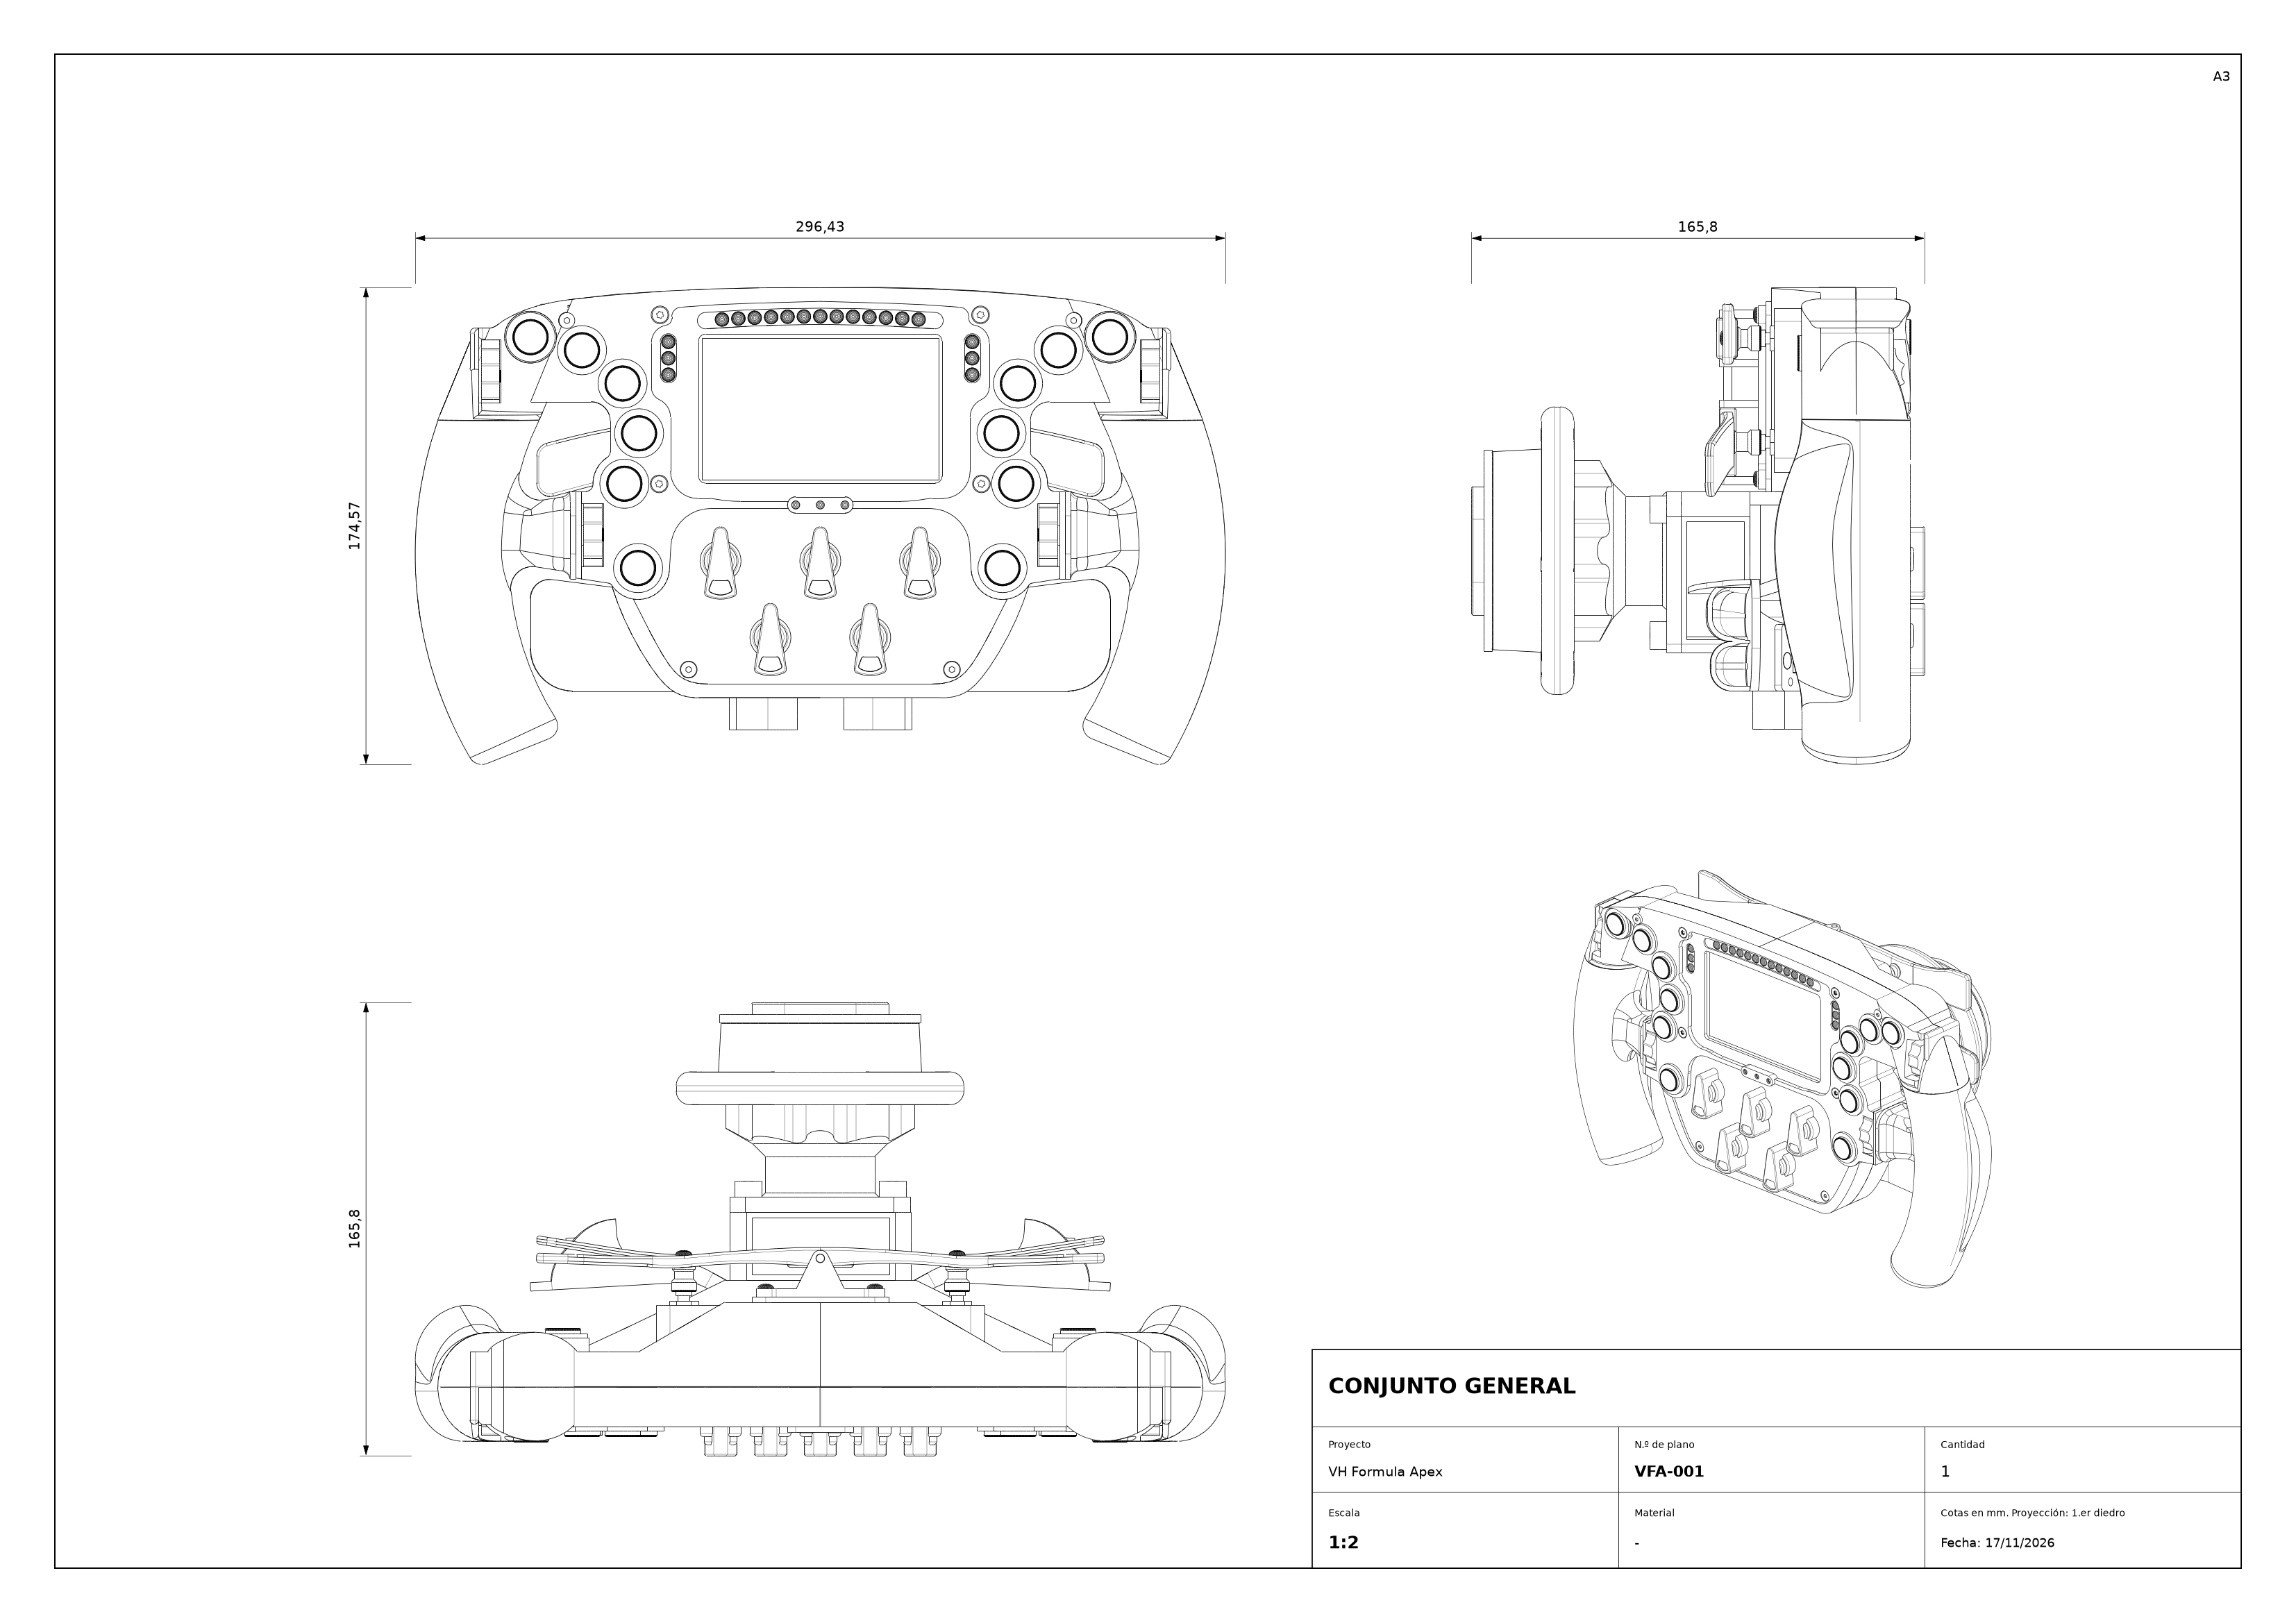 A3
296,43
165,8
174,57
165,8
CONJUNTO GENERAL
Proyecto
VH Formula Apex
N.º de plano
VFA-001
Cantidad
1
Escala
1:2
Material
-
Cotas en mm. Proyección: 1.er diedro
Fecha: 17/11/2026